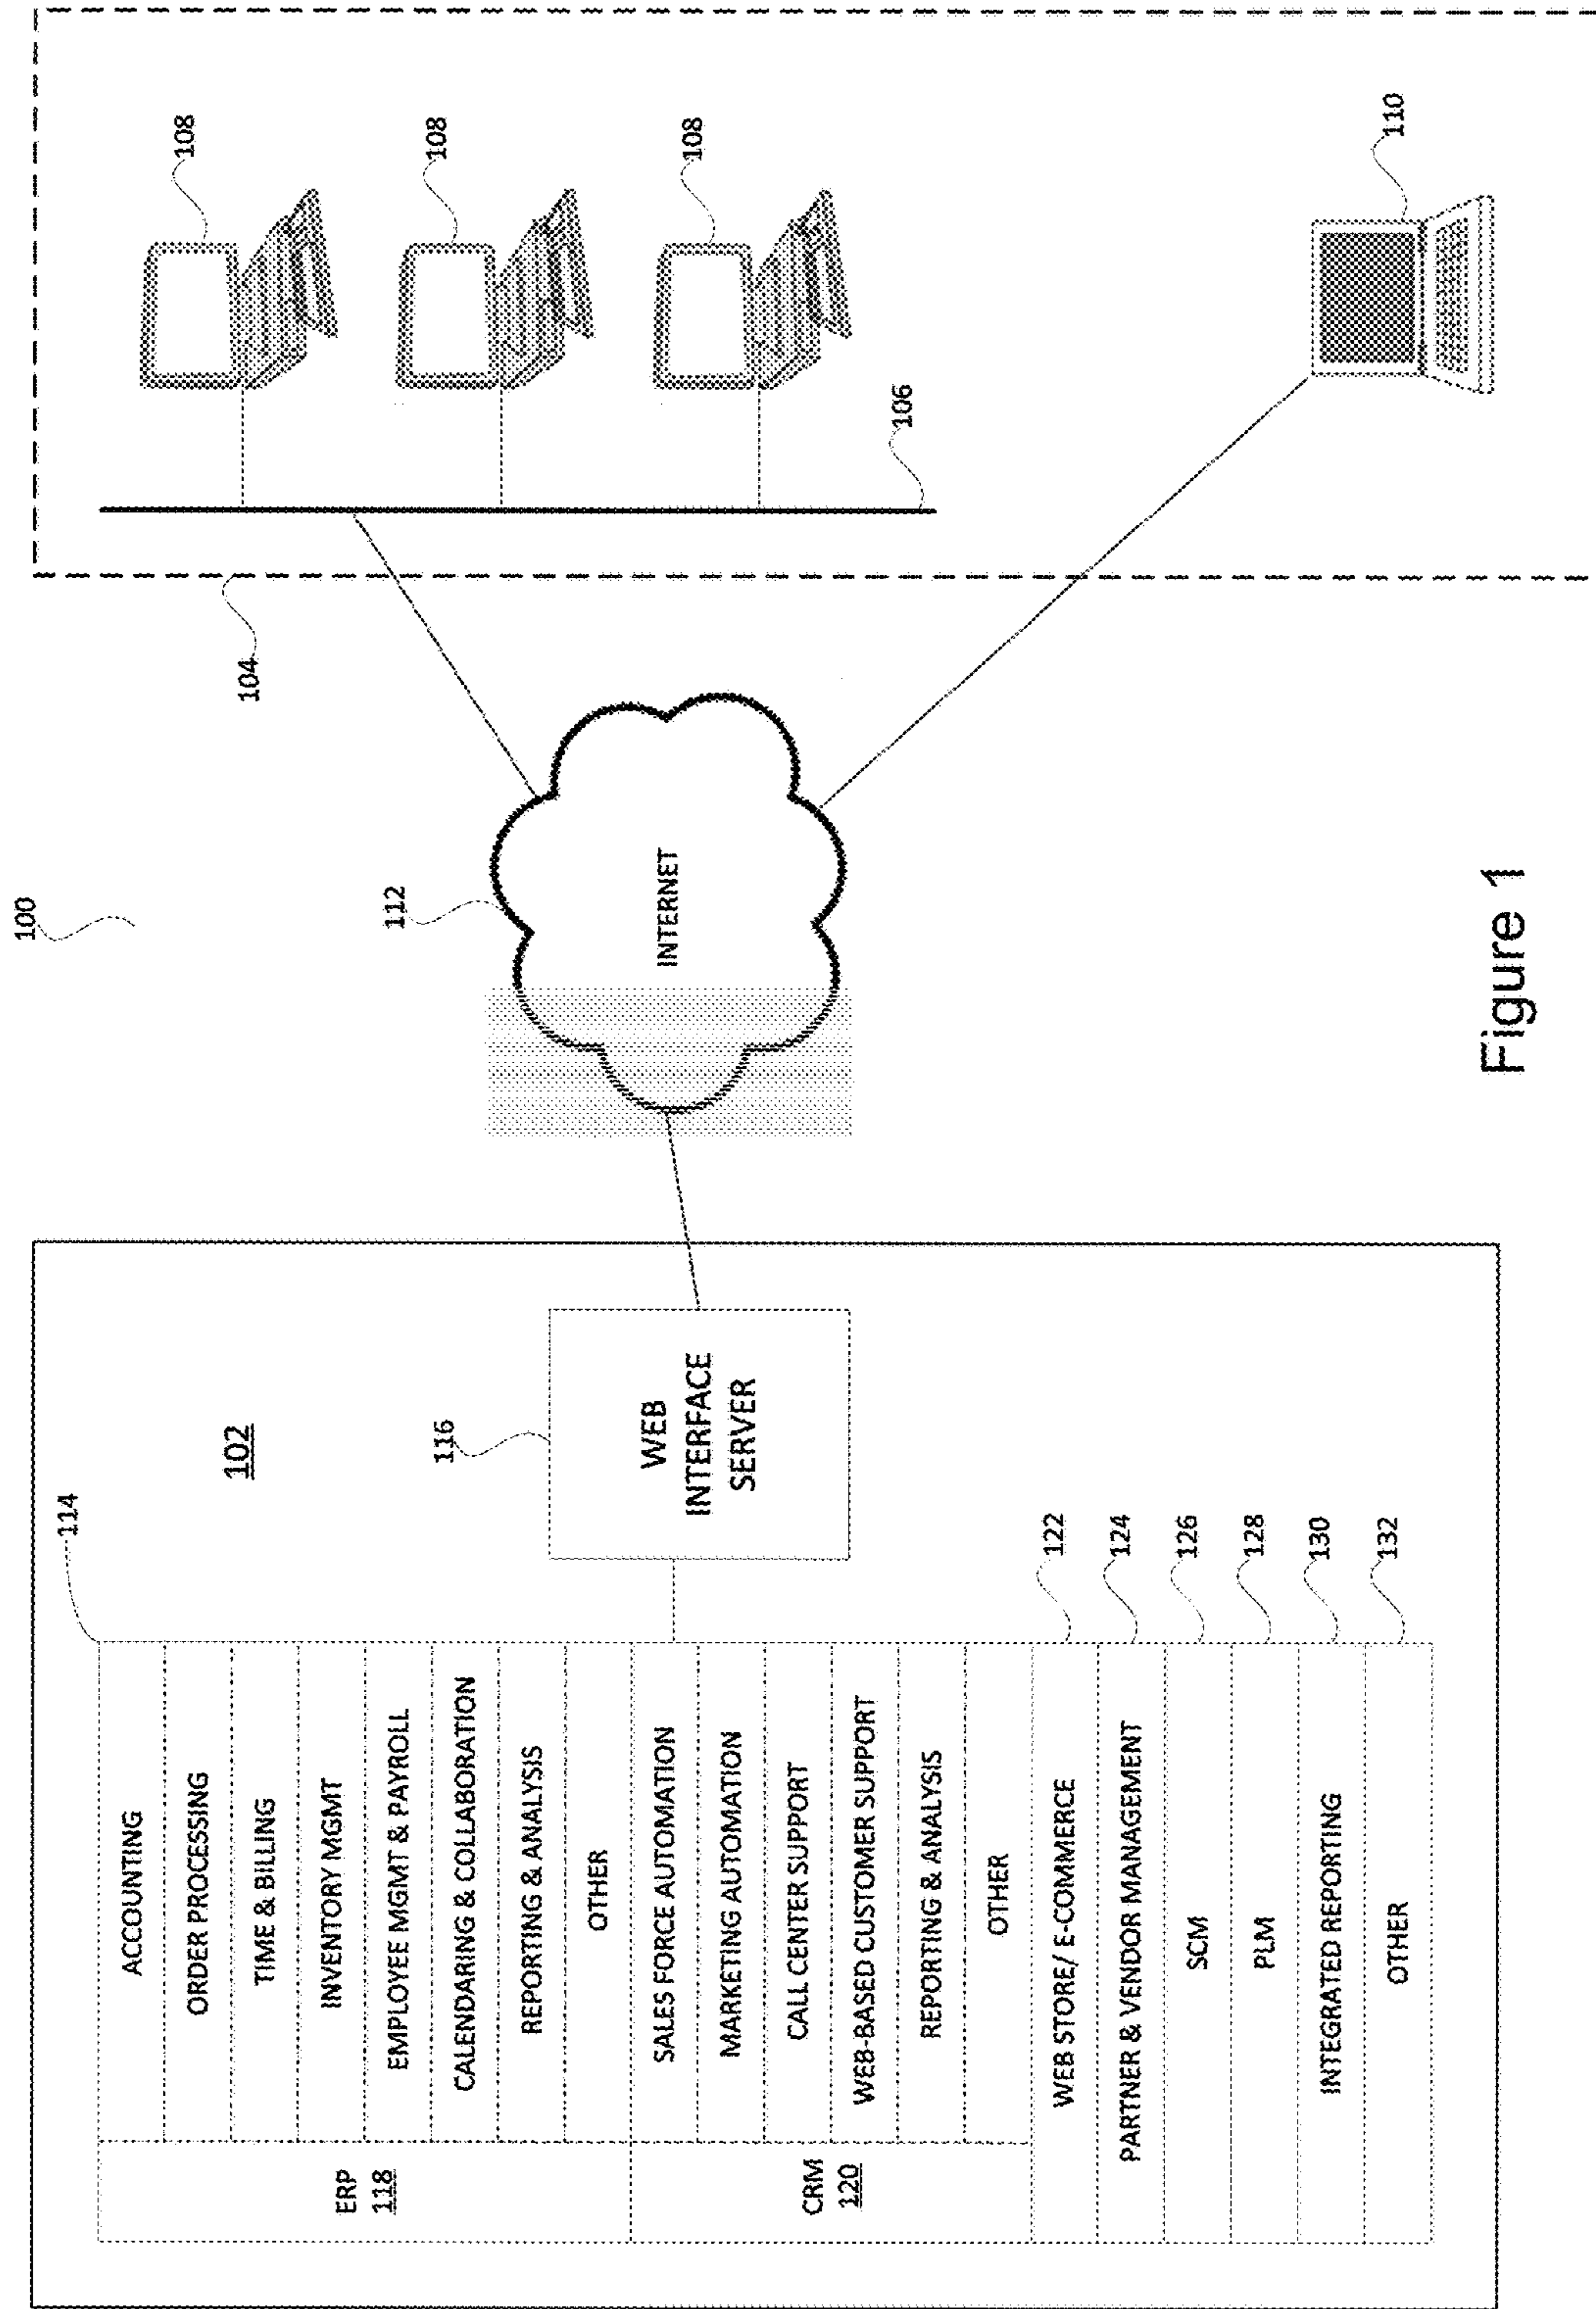 100
102
114
ACCOUNTING
ORDER PROCESSING
TIME & BILLING
INVENTORY MGMT
EMPLOYEE MGMT & PAYROLL
CALENDARING & COLLABORATION
REPORTING & ANALYSIS
OTHER
ERP
118
SALES FORCE AUTOMATION
MARKETING AUTOMATION
CALL CENTER SUPPORT
WEB-BASED CUSTOMER SUPPORT
REPORTING & ANALYSIS
OTHER
CRM
120
WEB STORE/ E-COMMERCE
122
PARTNER & VENDOR MANAGEMENT
124
SCM
126
PLM
128
INTEGRATED REPORTING
130
OTHER
132
116
WEB
INTERFACE
SERVER
112
INTERNET
104
106
108
108
108
110
Figure 1